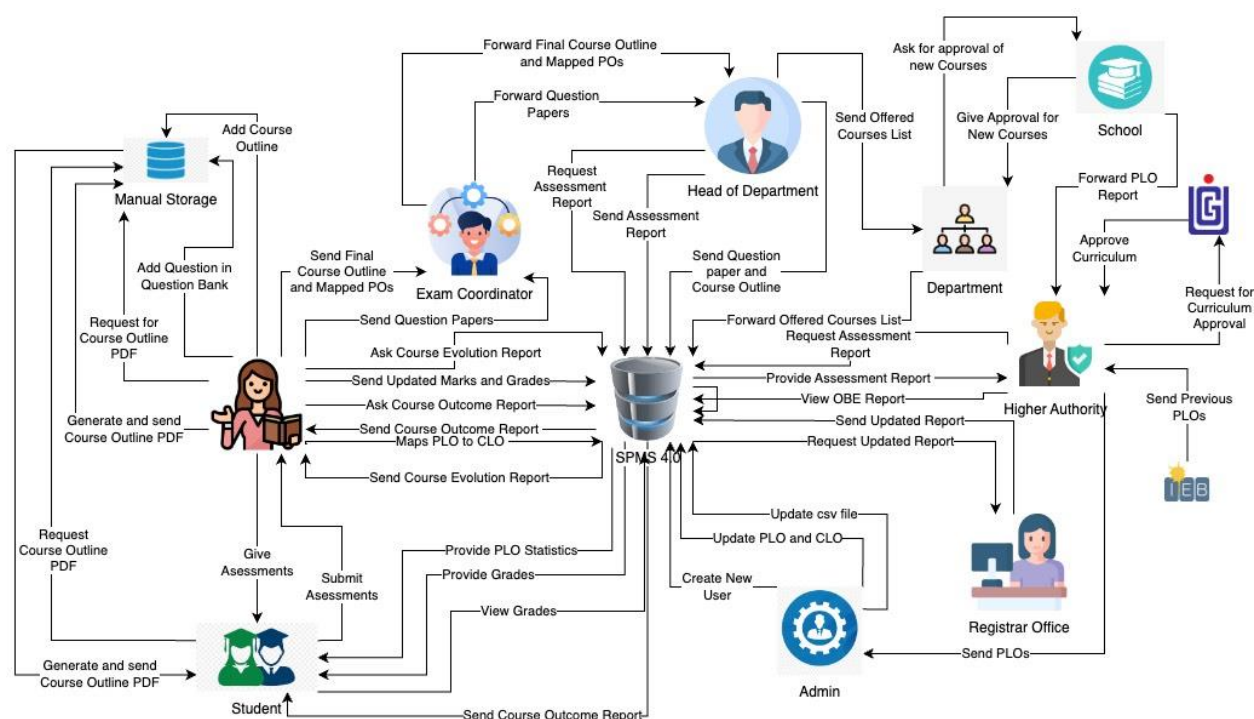 Forward Final Course Outline
and Mapped POs
Ask for approval of
new Courses
Forward Question
Papers
Send Offered
Courses List
Give Approval for
New Courses
School
Add Course
Outline
Manual Storage
Request
Assessment
Report
Head of Department
Forward PLO
Report
Send Assessment
Report
Approve
Curriculum
Add Question in
Question Bank
Send Final
Course Outline
and Mapped POs
Exam Coordinator
Send Question
paper and
Course Outline
Department
Request for
Curriculum
Approval
Request for
Course Outline
PDF
Send Question Papers
Forward Offered Courses List
Request Assessment
Report
Ask Course Evolution Report
Send Updated Marks and Grades
Provide Assessment Report
Ask Course Outcome Report
View OBE Report
Higher Authority
Send Previous
PLOs
Generate and send
Course Outline PDF
Send Course Outcome Report
Send Updated Report
Maps PLO to CLO
SPMS 4.0
Request Updated Report
Send Course Evolution Report
IEB
Update csv file
Request
Course Outline
PDF
Give
Asessments
Submit
Asessments
Provide PLO Statistics
Update PLO and CLO
Provide Grades
Create New
User
View Grades
Registrar Office
Send PLOs
Generate and send
Course Outline PDF
Admin
Student
Send Course Outcome Report